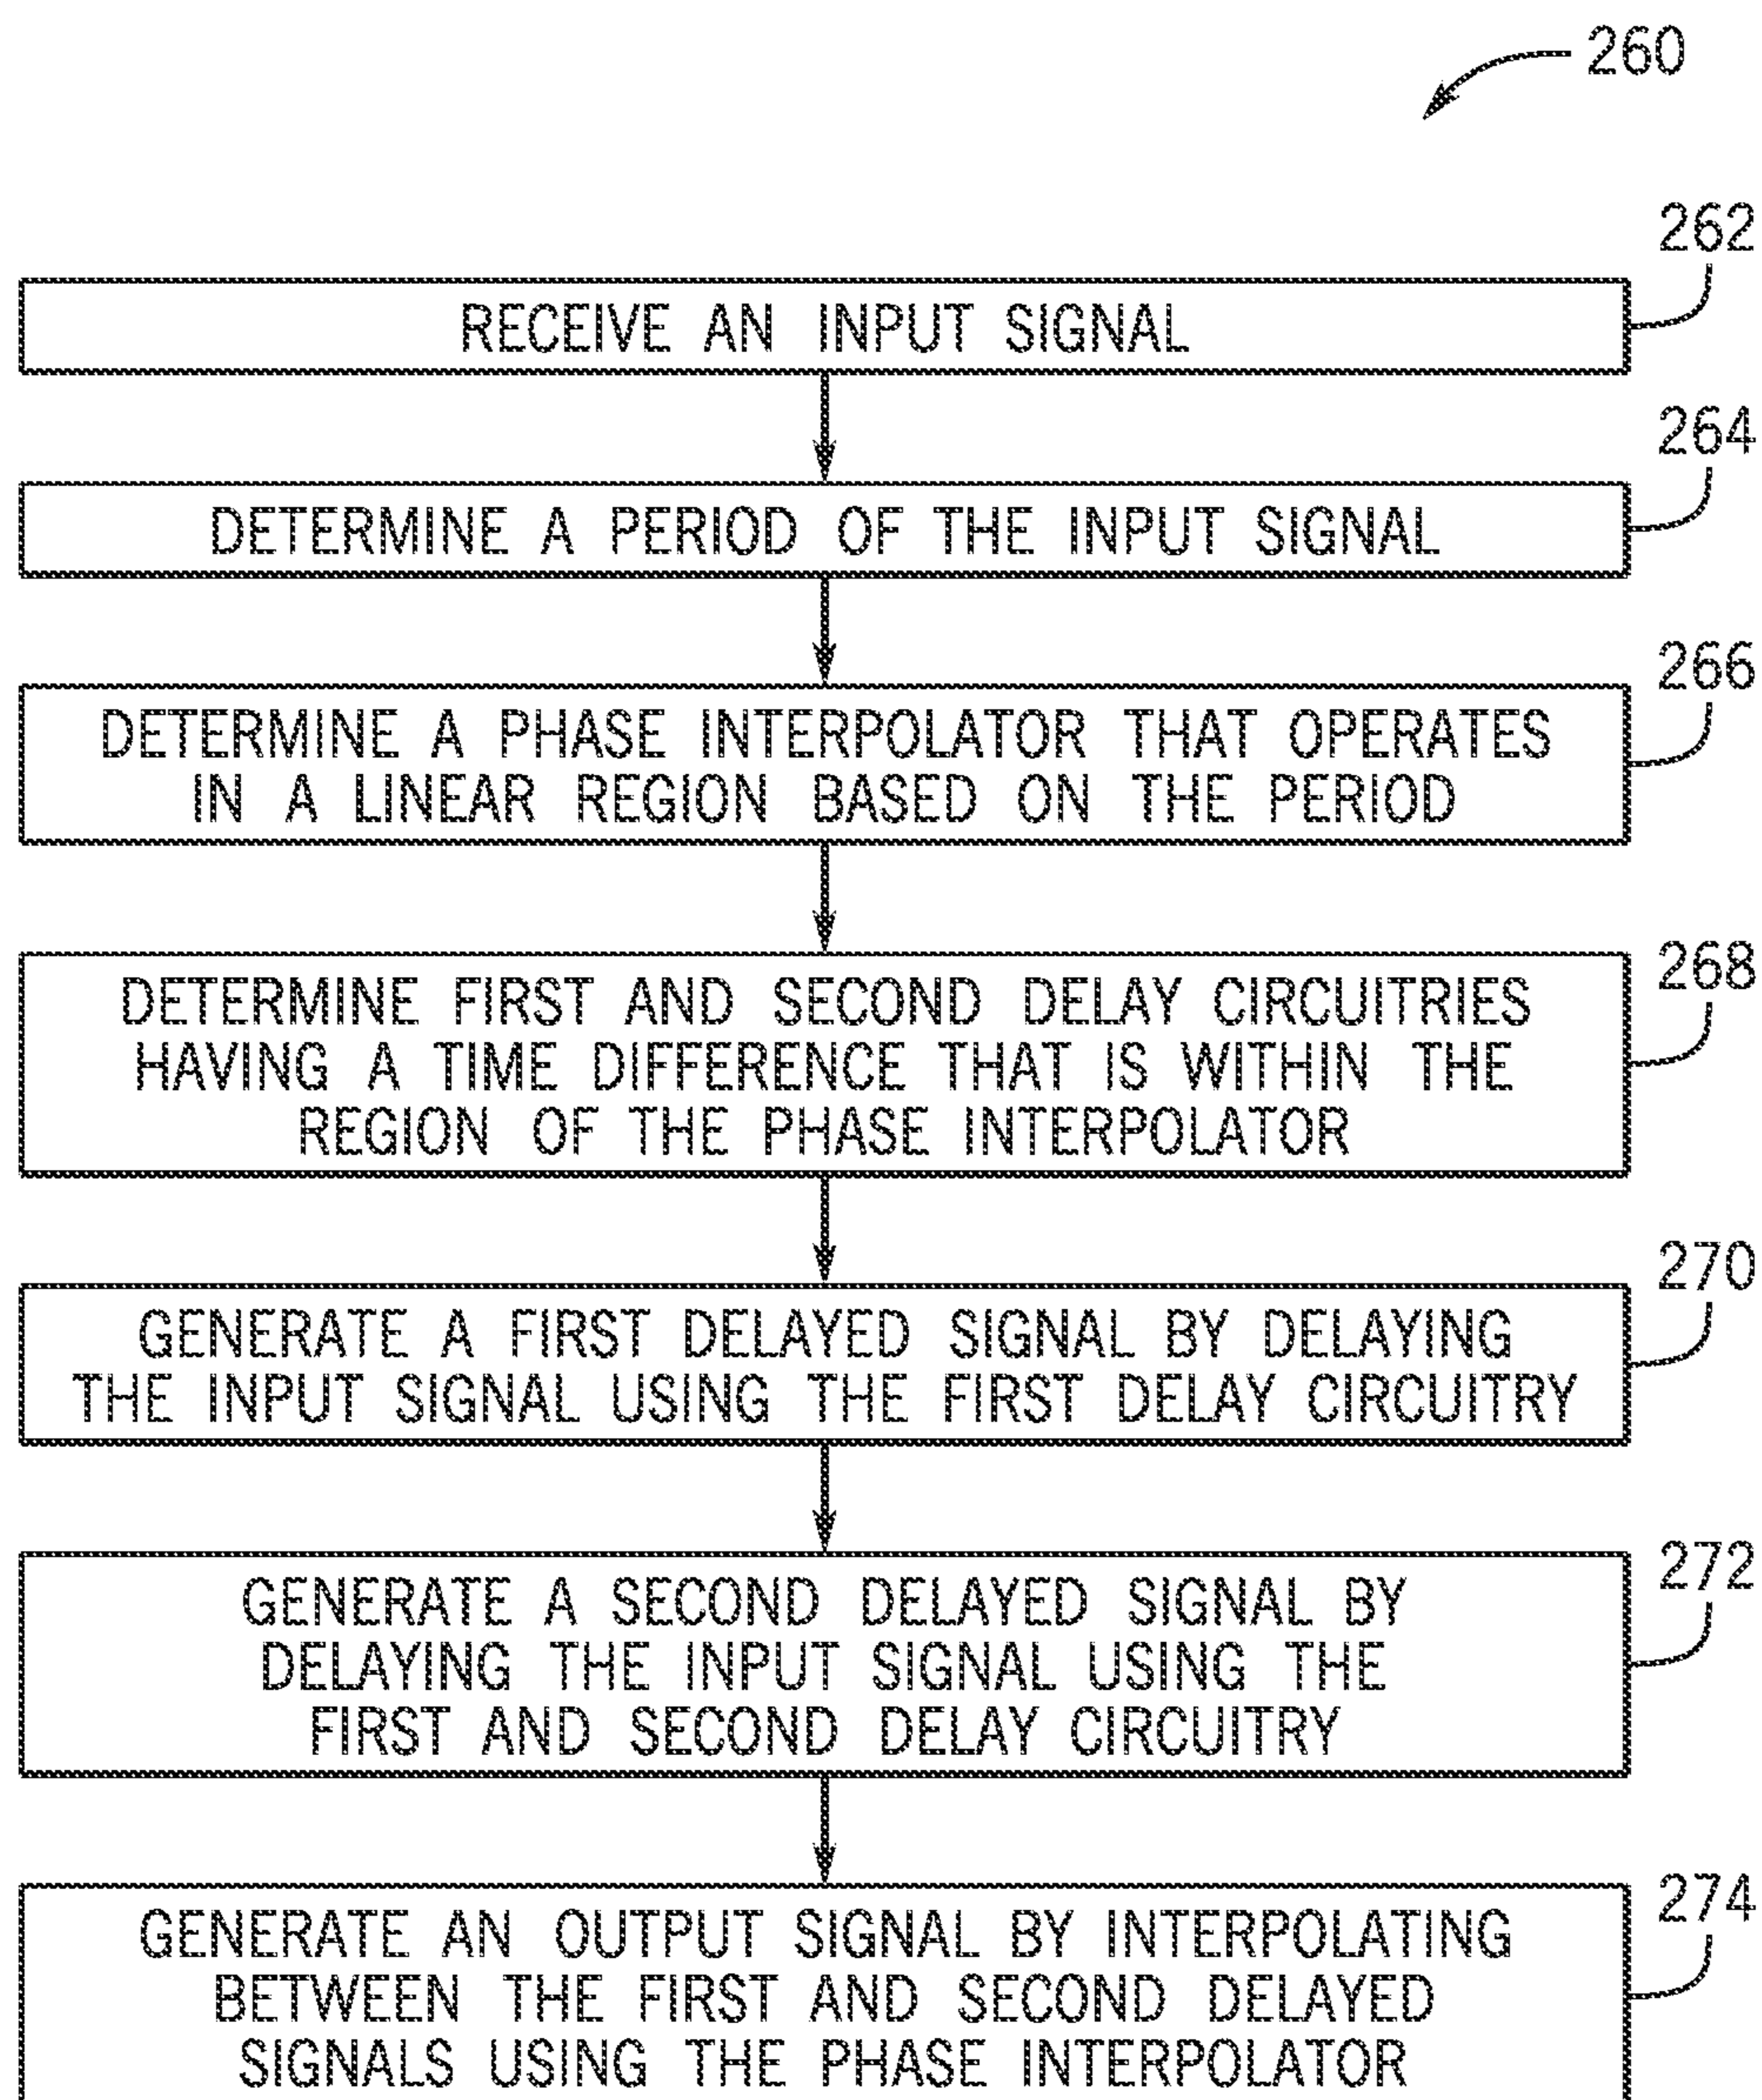 260
262
RECEIVE AN INPUT SIGNAL
264
DETERMINE A PERIOD OF THE INPUT SIGNAL
266
DETERMINE A PHASE INTERPOLATOR THAT OPERATES
IN A LINEAR REGION BASED ON THE PERIOD
268
DETERMINE FIRST AND SECOND DELAY CIRCUITRIES
HAVING A TIME DIFFERENCE THAT IS WITHIN THE
REGION OF THE PHASE INTERPOLATOR
270
GENERATE A FIRST DELAYED SIGNAL BY DELAYING
THE INPUT SIGNAL USING THE FIRST DELAY CIRCUITRY
272
GENERATE A SECOND DELAYED SIGNAL BY
DELAYING THE INPUT SIGNAL USING THE
FIRST AND SECOND DELAY CIRCUITRY
274
GENERATE AN OUTPUT SIGNAL BY INTERPOLATING
BETWEEN THE FIRST AND SECOND DELAYED
SIGNALS USING THE PHASE INTERPOLATOR